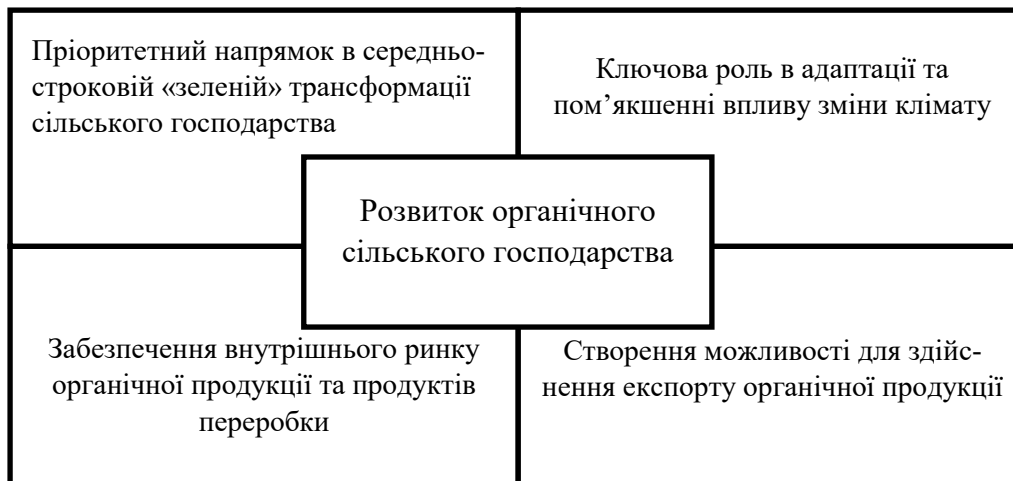 Пріоритетний напрямок в середньо-
строковій «зеленій» трансформації
сільського господарства
Ключова роль в адаптації та
пом’якшенні впливу зміни клімату
Розвиток органічного
сільського господарства
Забезпечення внутрішнього ринку
органічної продукції та продуктів
переробки
Створення можливості для здійс-
нення експорту органічної продукції